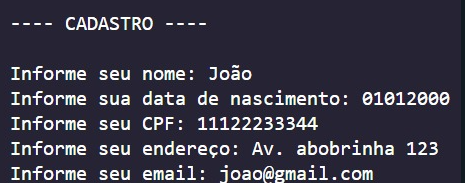 ---- CADASTRO ----
Informe seu nome: João
Informe sua data de nascimento: 01012000
Informe seu CPF: 11122233344
Informe seu endereço: Av. abobrinha 123
Informe seu email: joao@gmail.com